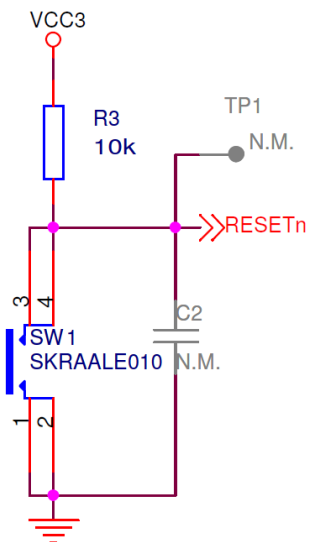 VCC3
R3
10k
TP1
N.M.
RESETn
3
4
C2
N.M.
SW1
SKRAALE010
1
2